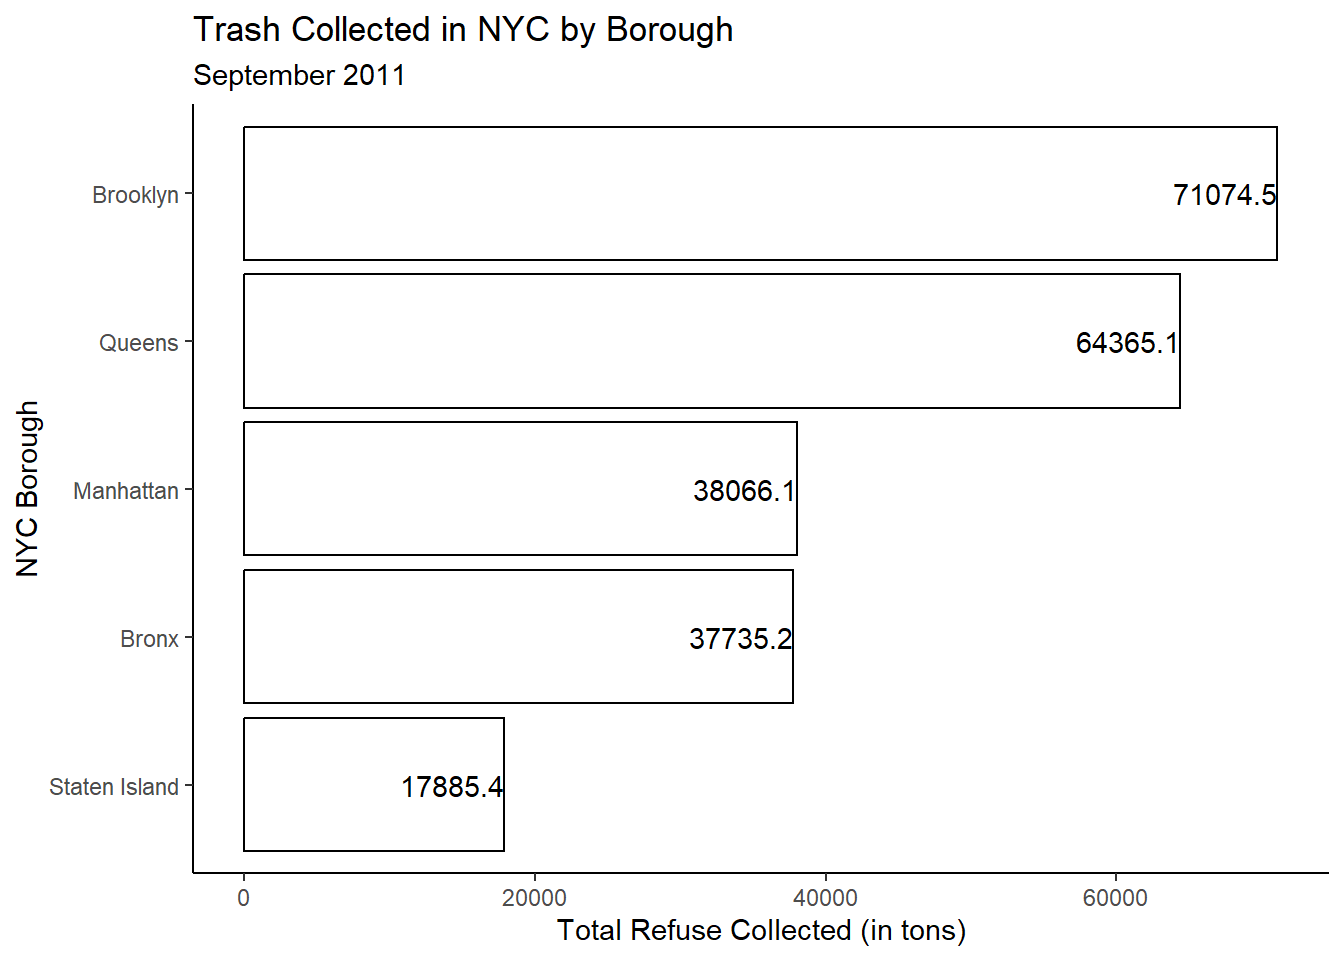 Trash Collected in NYC by Borough
September 2011
NYC Borough
Brooklyn
71074.5
Queens
64365.1
Manhattan
38066.1
Bronx
37735.2
Staten Island
17885.4
0 20000 40000 60000
Total Refuse Collected (in tons)